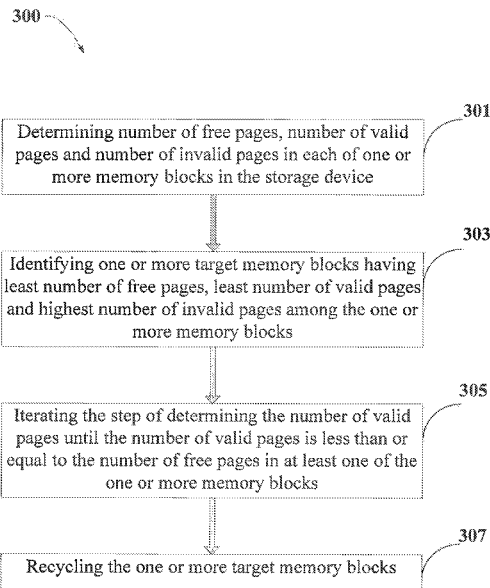 300
301
Determining number of free pages, number of valid
pages and number of invalid pages in each of one or
more memory blocks in the storage device
303
Identifying one or more target memory blocks having
least number of free pages, least number of valid pages
and highest number of invalid pages among the one or
more memory blocks
305
Iterating the step of determining the number of valid
pages until the number of valid pages is less than or
equal to the number of free pages in at least one of the
one or more memory blocks
307
Recycling the one or more target memory blocks